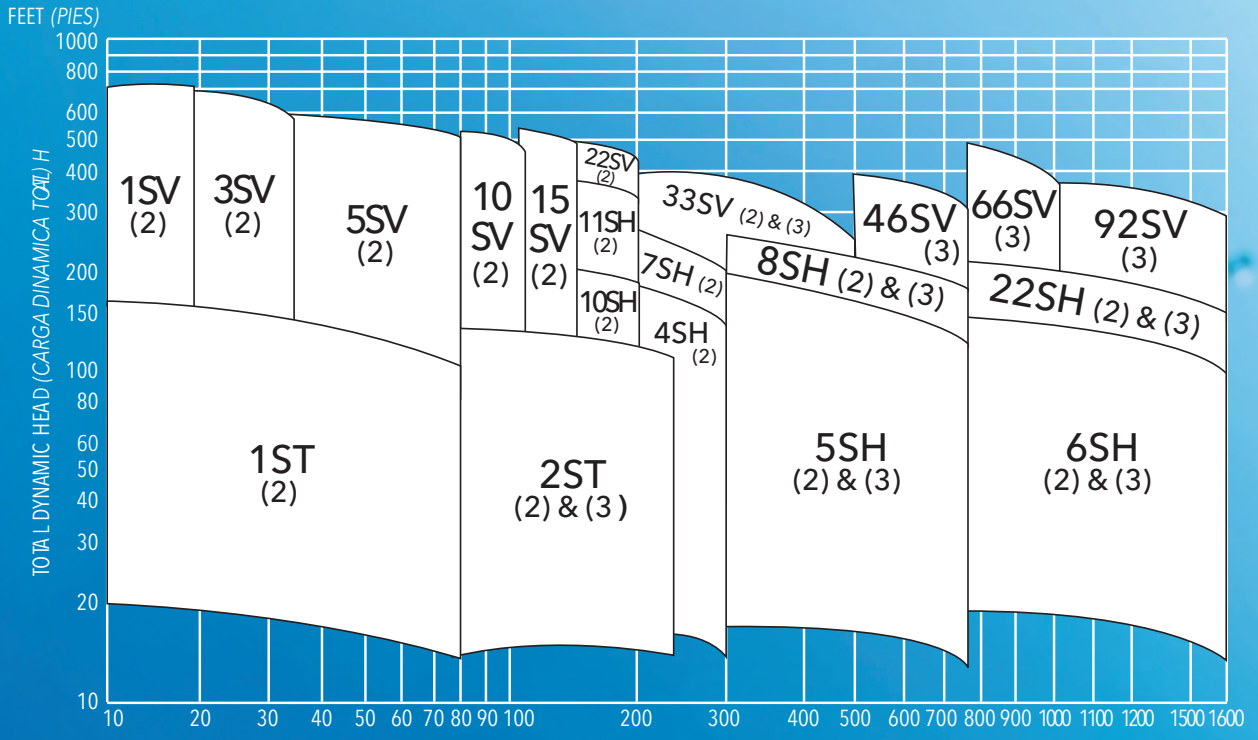 FEET (PIES)
1000
800
600
500
400
300
200
150
100
80
60
50
40
30
20
10
TOTAL DYNAMIC HEAD (CARGA DINAMICA TOTAL) H
1SV
(2)
3SV
(2)
5SV
(2)
10
SV
(2)
15
SV
(2)
22SV
(2)
11SH
(2)
10SH
(2)
33SV (2) & (3)
7SH (2)
4SH
(2)
8SH (2) & (3)
46SV
(3)
66SV
(3)
92SV
(3)
22SH (2) & (3)
1ST
(2)
2ST
(2) & (3)
5SH
(2) & (3)
6SH
(2) & (3)
10 20 30 40 50 60 70 80 90 100 200 300 400 500 600 700 800 900 1000 1100 1200 1500 1600